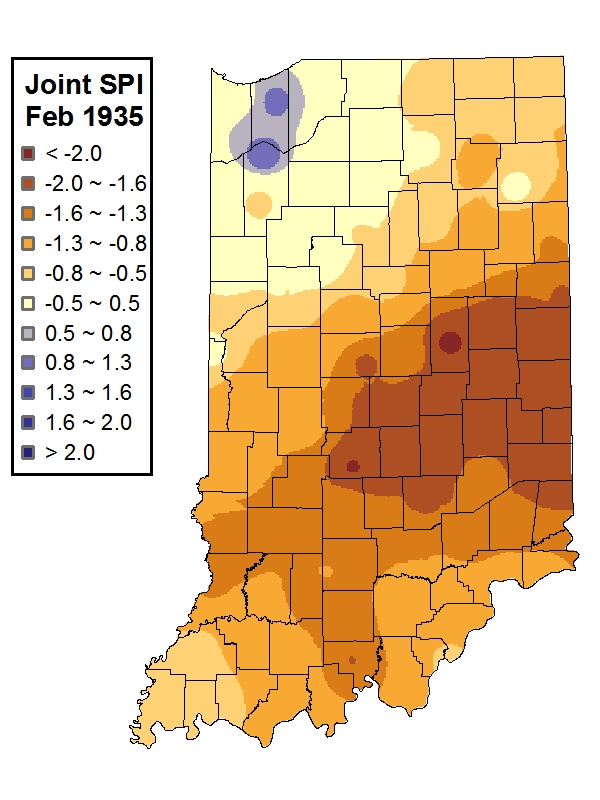 Joint SPI
Feb 1935
< -2.0
-2.0 ~ -1.6
-1.6 ~ -1.3
-1.3 ~ -0.8
-0.8 ~ -0.5
-0.5 ~ 0.5
0.5 ~ 0.8
0.8 ~ 1.3
1.3 ~ 1.6
1.6 ~ 2.0
> 2.0